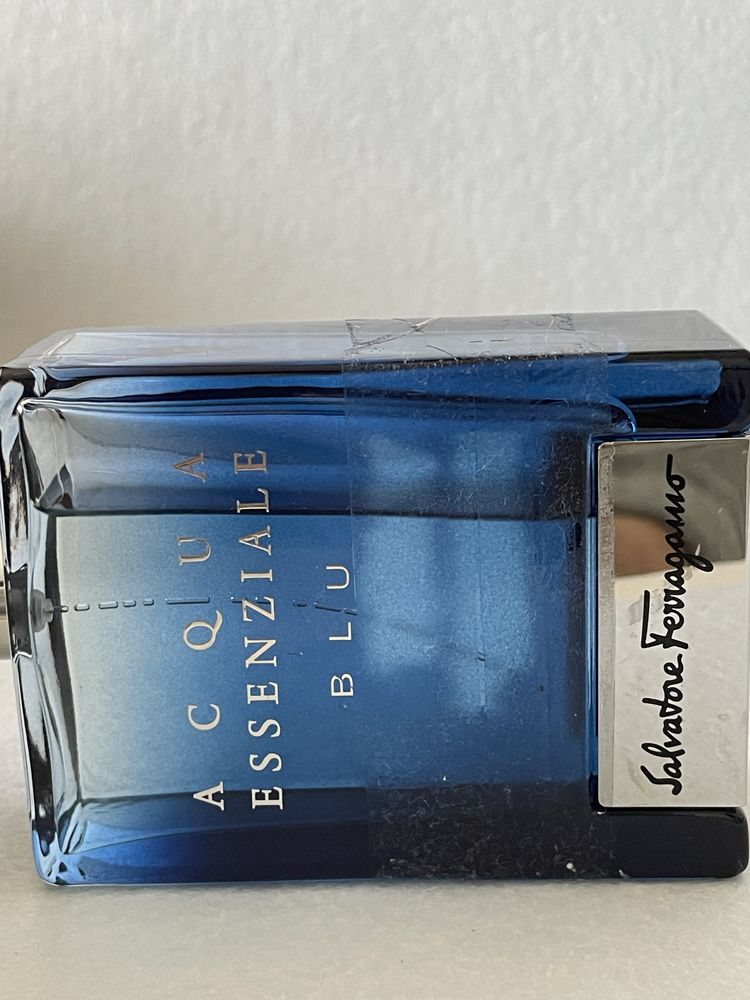 ACQUA
ESSENZIALE
BLU
Salvatore Ferragamo